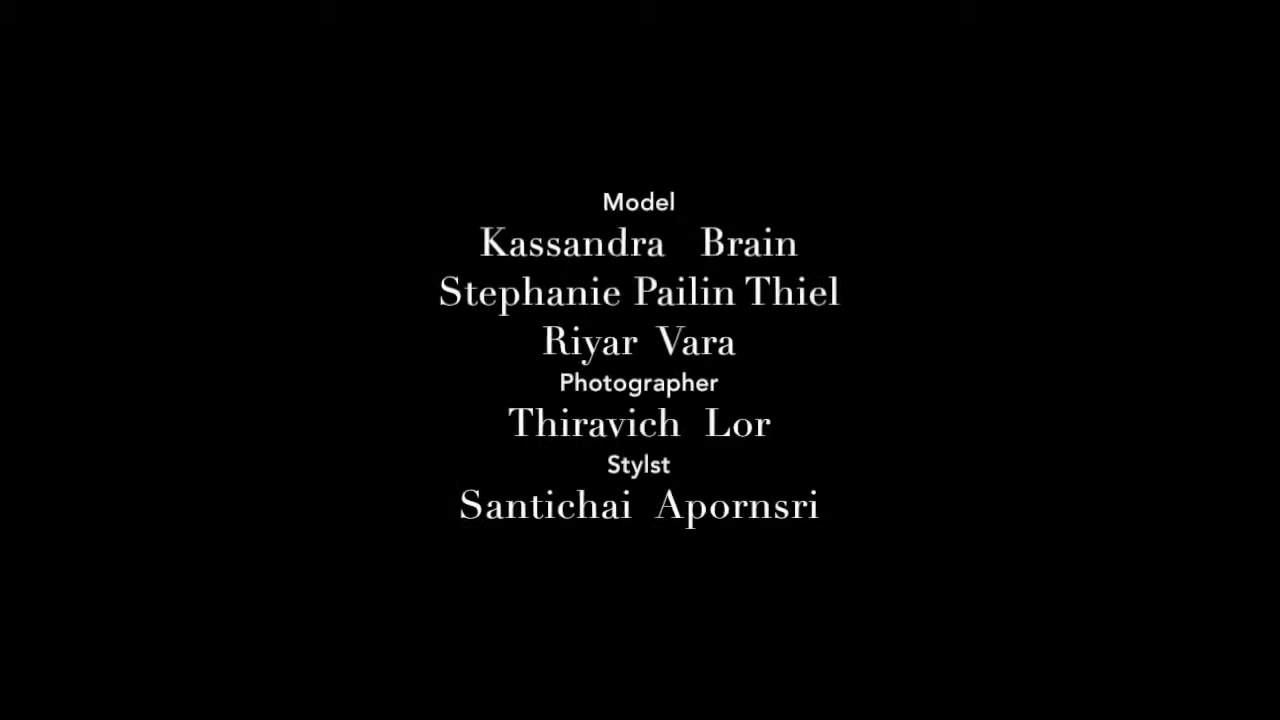 Model
Kassandra Brain
Stephanie Pailin Thiel
Riyar Vara
Photographer
Thiravich Lor
Stylst
Santichai Apornsri